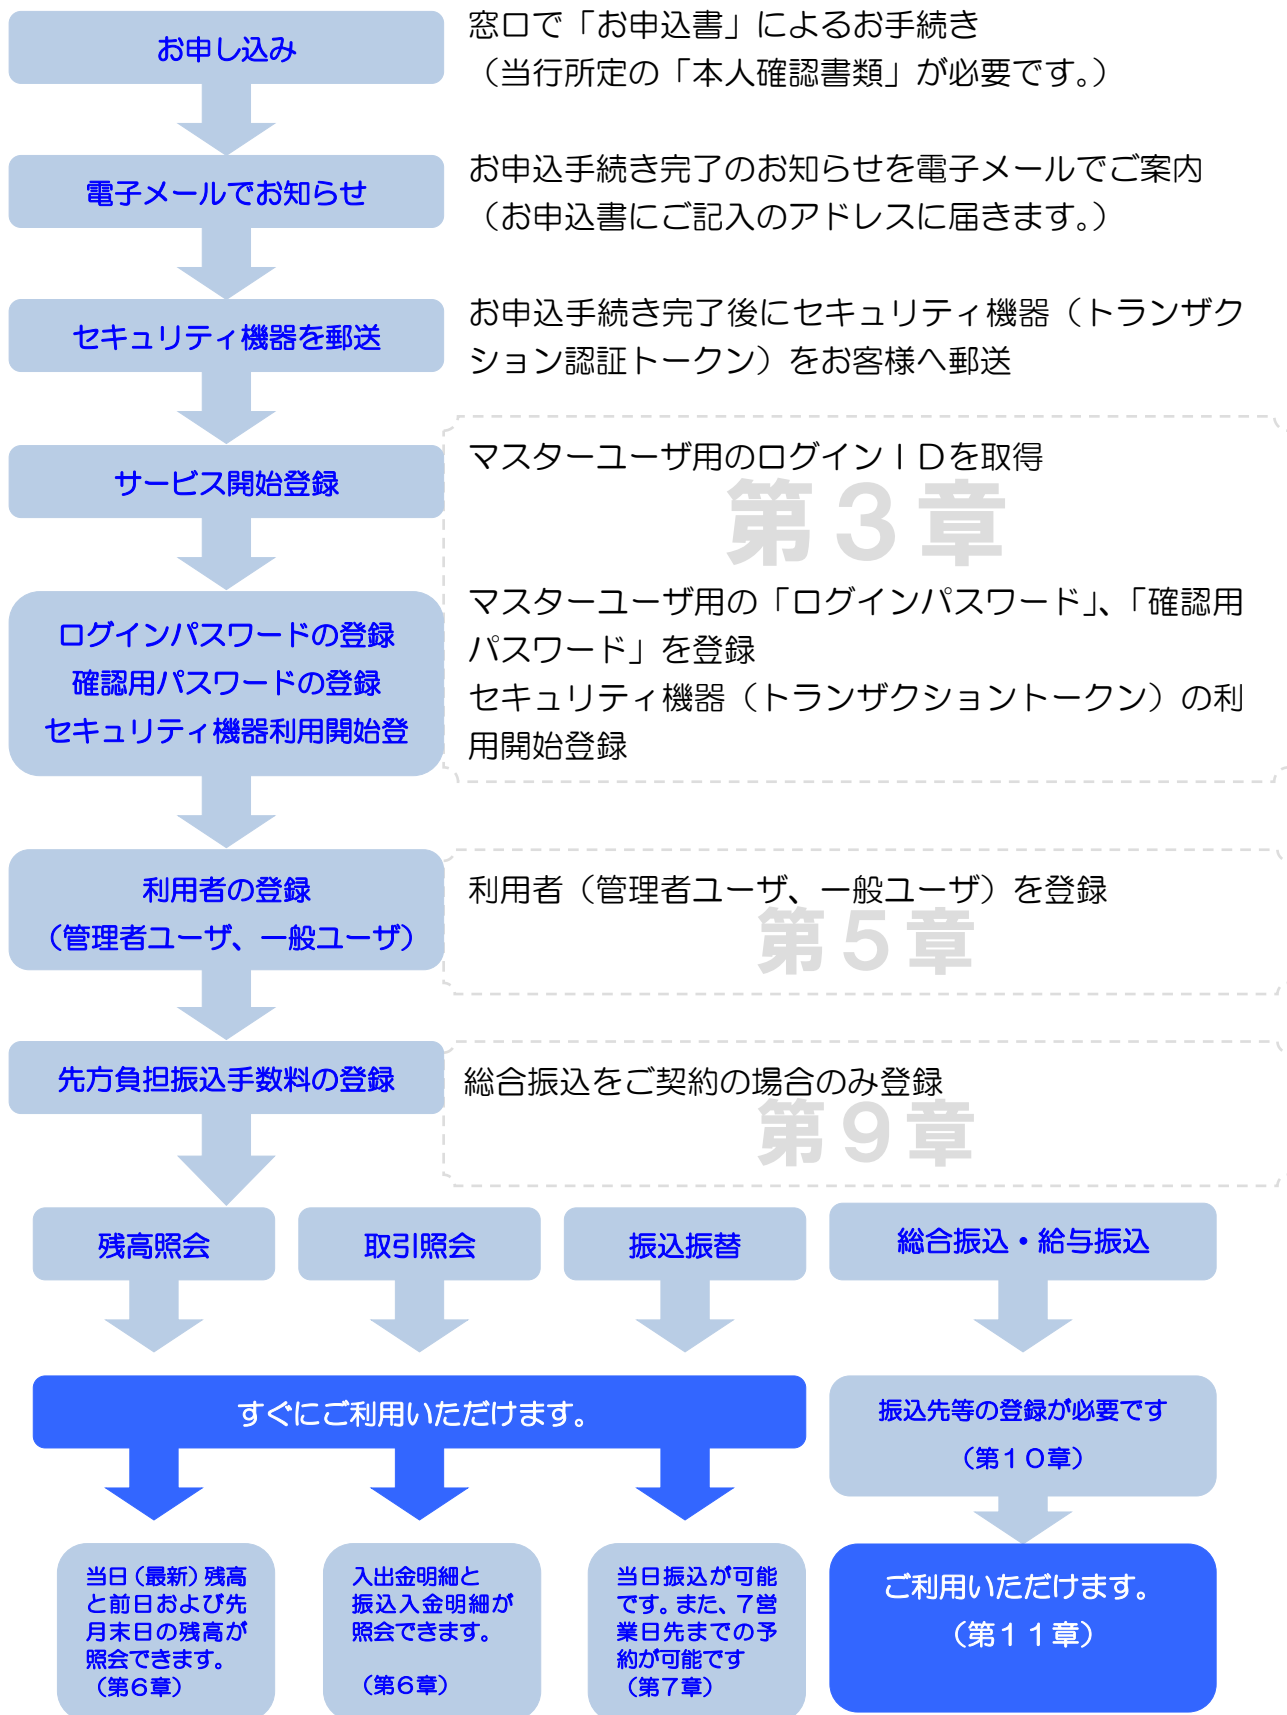 お申し込み
窓口で「お申込書」によるお手続き
（当行所定の「本人確認書類」が必要です。）
電子メールでお知らせ
お申込手続き完了のお知らせを電子メールでご案内
（お申込書にご記入のアドレスに届きます。）
セキュリティ機器を郵送
お申込手続き完了後にセキュリティ機器（トランザク
ション認証トークン）をお客様へ郵送
サービス開始登録
マスターユーザ用のログインＩＤを取得
第３章
ログインパスワードの登録
確認用パスワードの登録
セキュリティ機器利用開始登
マスターユーザ用の「ログインパスワード」、「確認用
パスワード」を登録
セキュリティ機器（トランザクショントークン）の利
用開始登録
利用者の登録
（管理者ユーザ、一般ユーザ）
利用者（管理者ユーザ、一般ユーザ）を登録
第５章
先方負担振込手数料の登録
総合振込をご契約の場合のみ登録
第９章
残高照会
取引照会
振込振替
総合振込・給与振込
すぐにご利用いただけます。
振込先等の登録が必要です
（第１０章）
当日（最新）残高
と前日および先
月末日の残高が
照会できます。
（第６章）
入出金明細と
振込入金明細が
照会できます。
（第６章）
当日振込が可能
です。また、７営
業日先までの予
約が可能です
（第７章）
ご利用いただけます。
（第１１章）